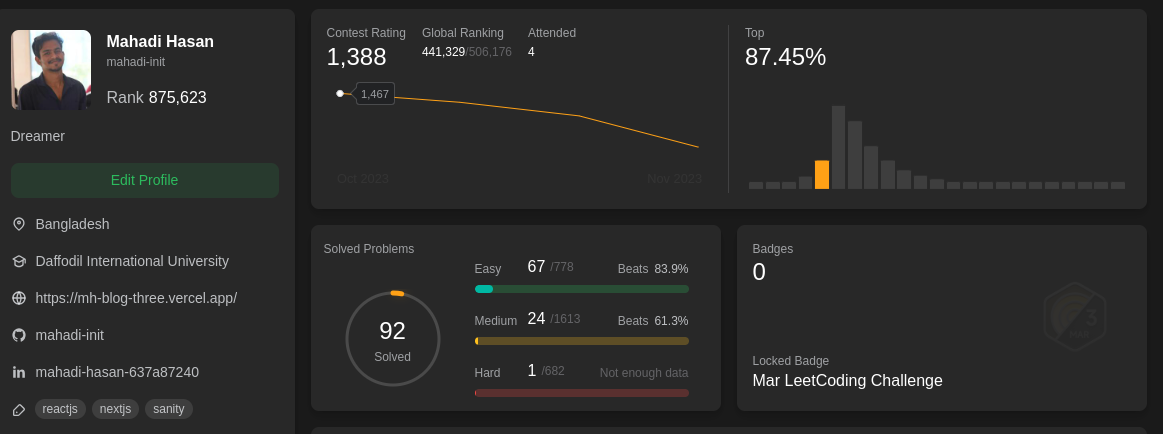 Mahadi Hasan
mahadi-init
Rank 875,623
Dreamer
Edit Profile
Bangladesh
Daffodil International University
https://mh-blog-three.vercel.app/
mahadi-init
mahadi-hasan-637a87240
reactjs nextjs sanity
Contest Rating Global Ranking Attended
1,388 441,329/506,176 4
1,467
Oct 2023 Nov 2023
Top
87.45%
Solved Problems
92
Solved
Easy 67 /778 Beats 83.9%
Medium 24 /1613 Beats 61.3%
Hard 1 /682 Not enough data
Badges
0
3
Locked Badge
Mar LeetCoding Challenge